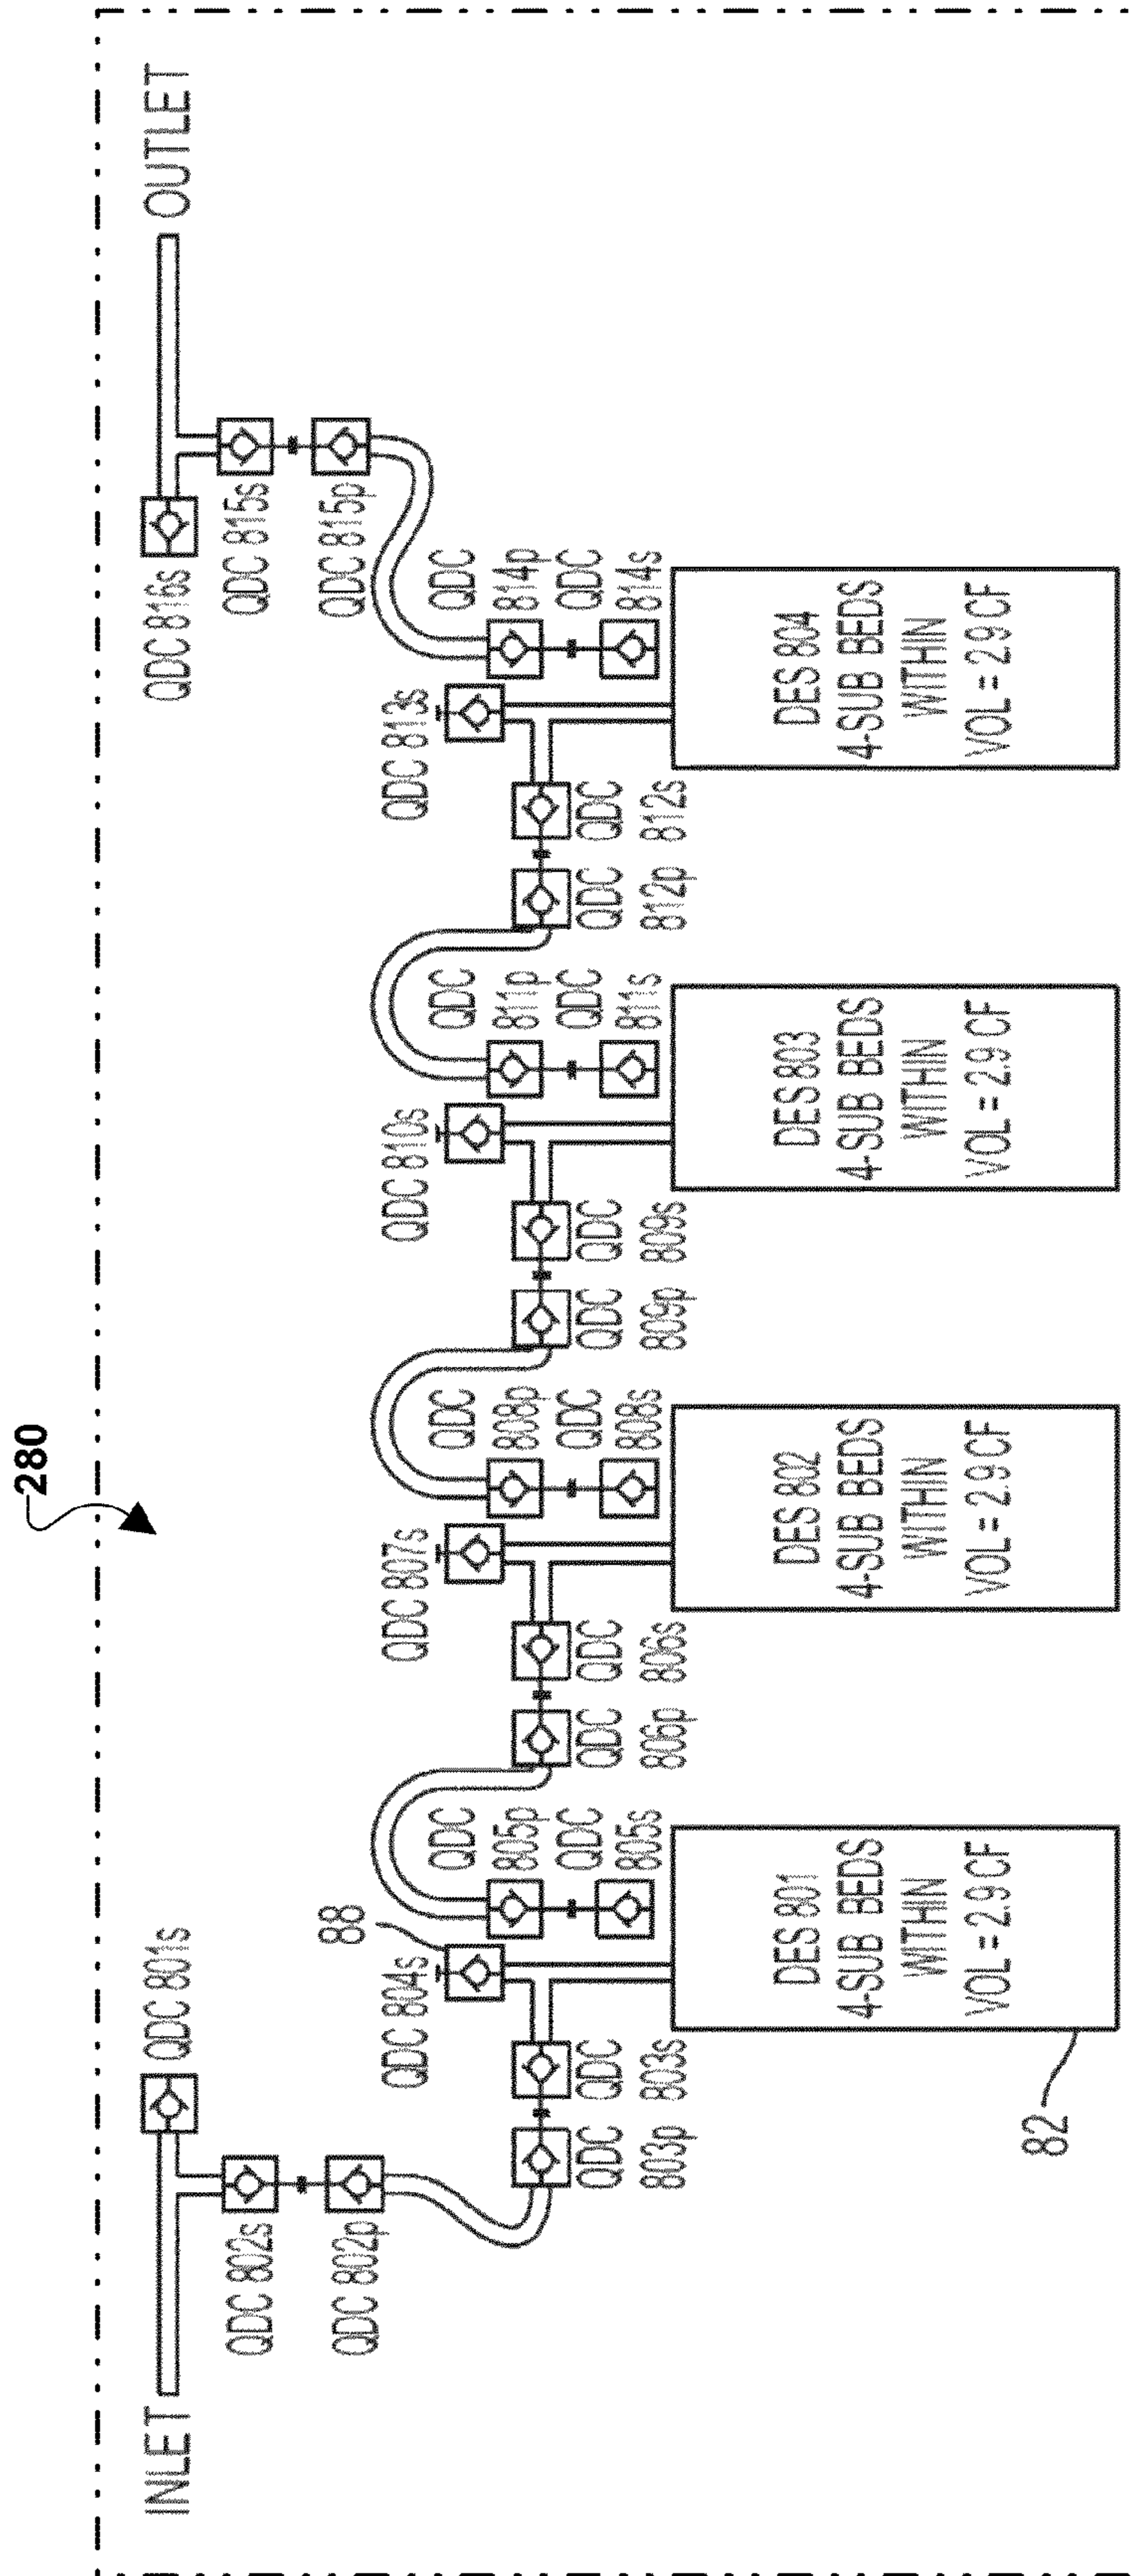 280
INLET
OUTLET
QDC 801s
QDC 816s
QDC 802s
QDC 802p
QDC 815s
QDC 815p
88
QDC 804s
QDC 807s
QDC 810s
QDC 813s
QDC
805p
QDC
805s
QDC
808p
QDC
808s
QDC
811p
QDC
811s
QDC
814p
QDC
814s
QDC
803p
QDC
803s
QDC
806p
QDC
806s
QDC
809p
QDC
809s
QDC
812p
QDC
812s
DES 801
4-SUB BEDS
WITHIN
VOL = 2.9 CF
DES 802
4-SUB BEDS
WITHIN
VOL = 2.9 CF
DES 803
4-SUB BEDS
WITHIN
VOL = 2.9 CF
DES 804
4-SUB BEDS
WITHIN
VOL = 2.9 CF
82